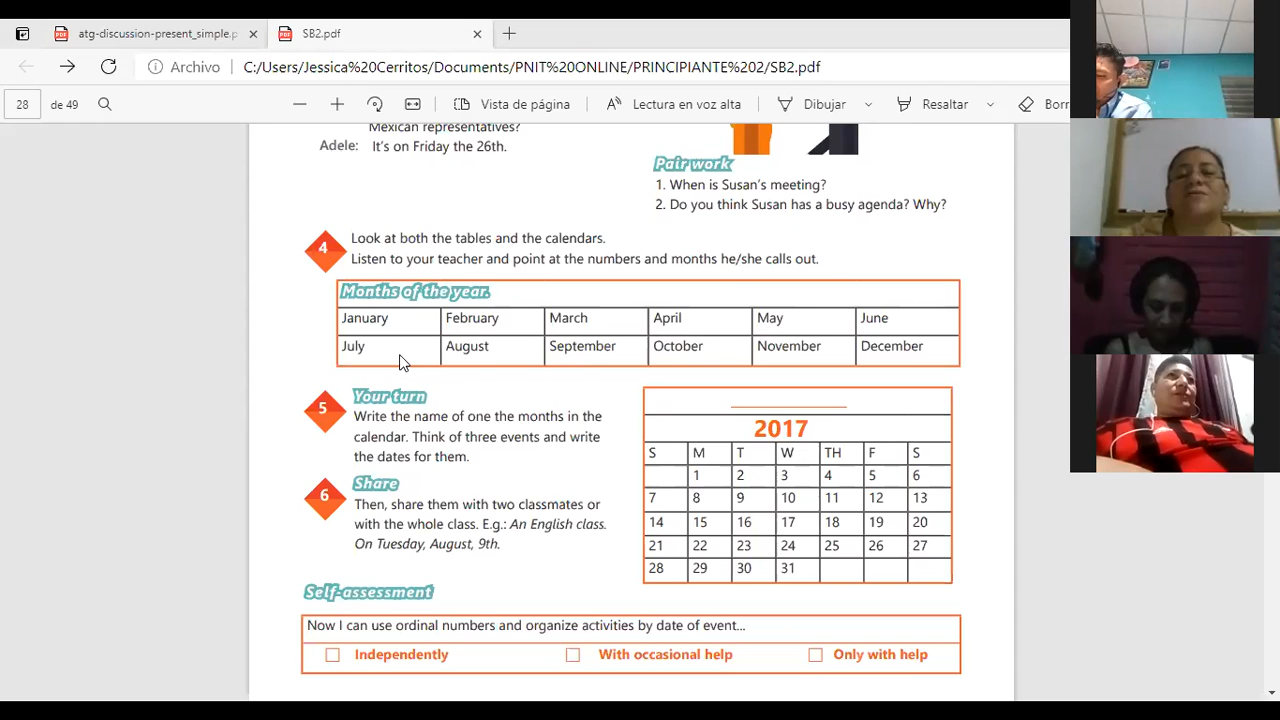 atg-discussion-present_simple.p
SB2.pdf
Archivo
C:/Users/Jessica%20Cerritos/Documents/PNIT%20ONLINE/PRINCIPIANTE%202/SB2.pdf
28 de 49
Vista de página
Lectura en voz alta
Dibujar
Resaltar
Borr
Mexican representatives?
Adele: It's on Friday the 26th.
Pair work
1. When is Susan's meeting?
2. Do you think Susan has a busy agenda? Why?
4
Look at both the tables and the calendars.
Listen to your teacher and point at the numbers and months he/she calls out.
Months of the year.
January February March April May June
July August September October November December
5
Your turn
Write the name of one the months in the
calendar. Think of three events and write
the dates for them.
6
Share
Then, share them with two classmates or
with the whole class. E.g.: An English class.
On Tuesday, August, 9th.
2017
S M T W TH F S
1 2 3 4 5 6
7 8 9 10 11 12 13
14 15 16 17 18 19 20
21 22 23 24 25 26 27
28 29 30 31
Self-assessment
Now I can use ordinal numbers and organize activities by date of event...
Independently With occasional help Only with help